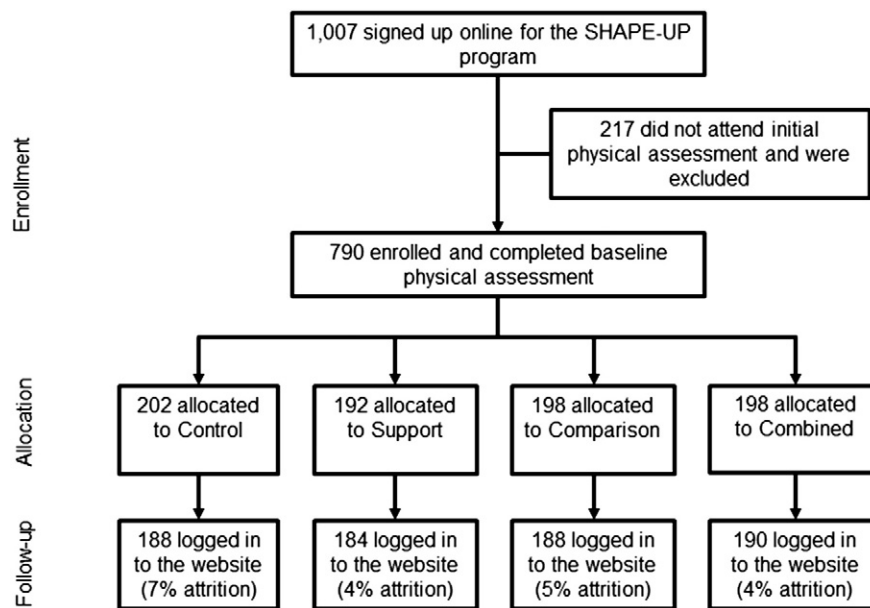 1,007 signed up online for the SHAPE-UP
program
Enrollment
217 did not attend initial
physical assessment and were
excluded
790 enrolled and completed baseline
physical assessment
Allocation
202 allocated
to Control
192 allocated
to Support
198 allocated
to Comparison
198 allocated
to Combined
Follow-up
188 logged in
to the website
(7% attrition)
184 logged in
to the website
(4% attrition)
188 logged in
to the website
(5% attrition)
190 logged in
to the website
(4% attrition)